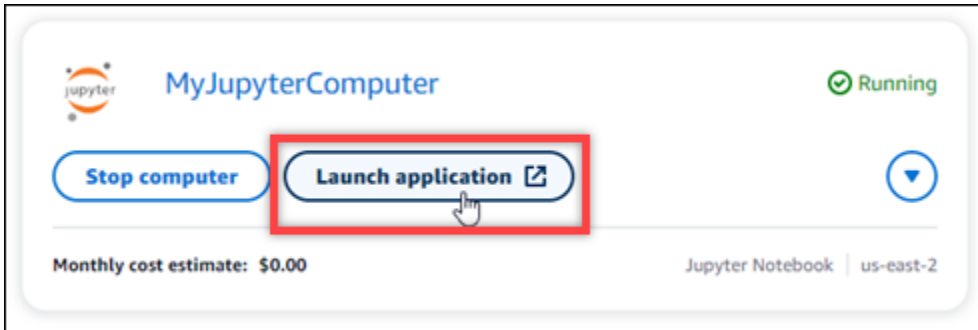 jupyter
MyJupyterComputer
Running
Stop computer
Launch application
Monthly cost estimate: $0.00
Jupyter Notebook
us-east-2